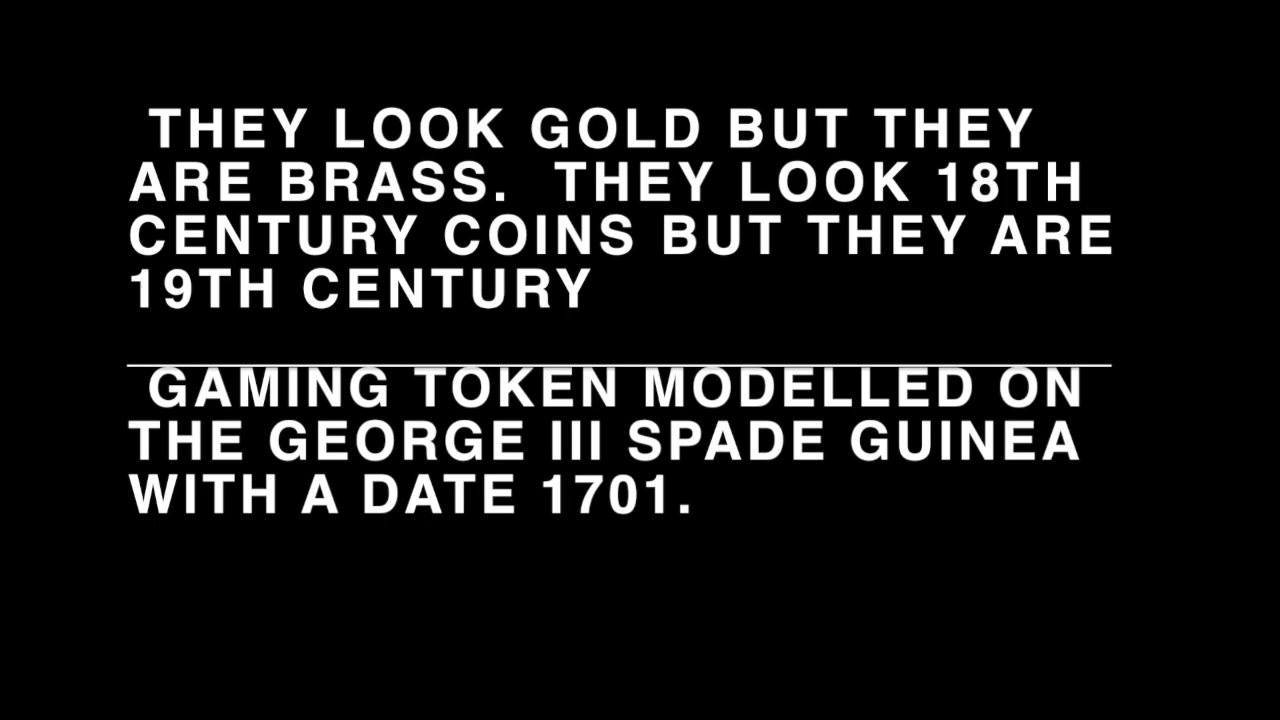 THEY LOOK GOLD BUT THEY
ARE BRASS.  THEY LOOK 18TH
CENTURY COINS BUT THEY ARE
19TH CENTURY
GAMING TOKEN MODELLED ON
THE GEORGE III SPADE GUINEA
WITH A DATE 1701.